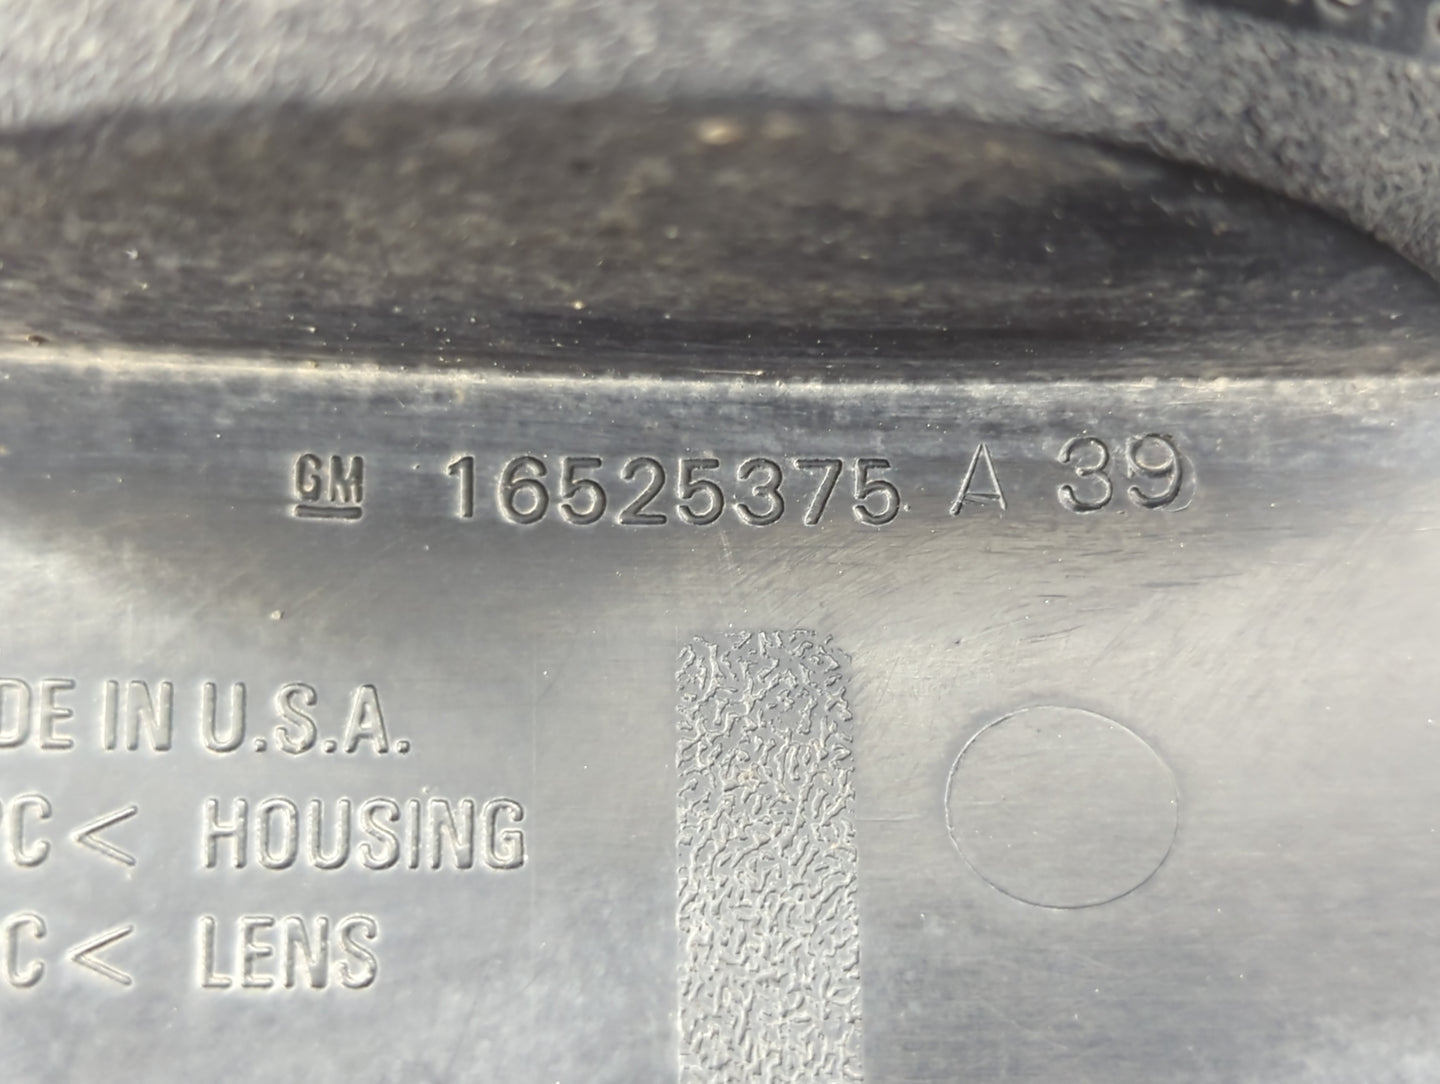 GM 16525375 A 39
DE IN U.S.A.
C < HOUSING
C < LENS